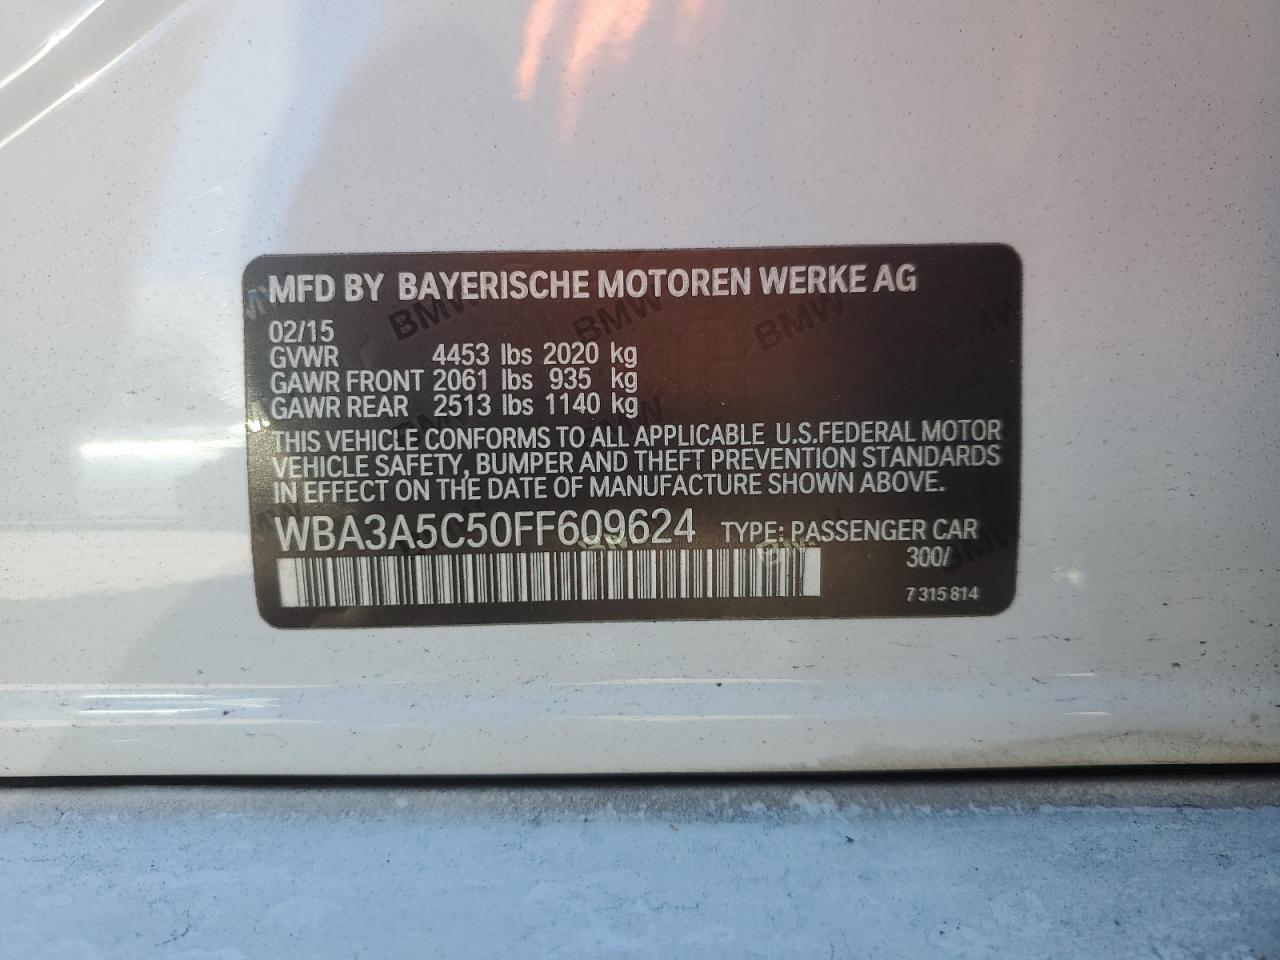 MFD BY BAYERISCHE MOTOREN WERKE AG
02/15
GVWR 4453 lbs 2020 kg
GAWR FRONT 2061 lbs 935 kg
GAWR REAR 2513 lbs 1140 kg
THIS VEHICLE CONFORMS TO ALL APPLICABLE U.S.FEDERAL MOTOR
VEHICLE SAFETY, BUMPER AND THEFT PREVENTION STANDARDS
IN EFFECT ON THE DATE OF MANUFACTURE SHOWN ABOVE.
WBA3A5C50FF609624 TYPE: PASSENGER CAR
300/
7 315 814